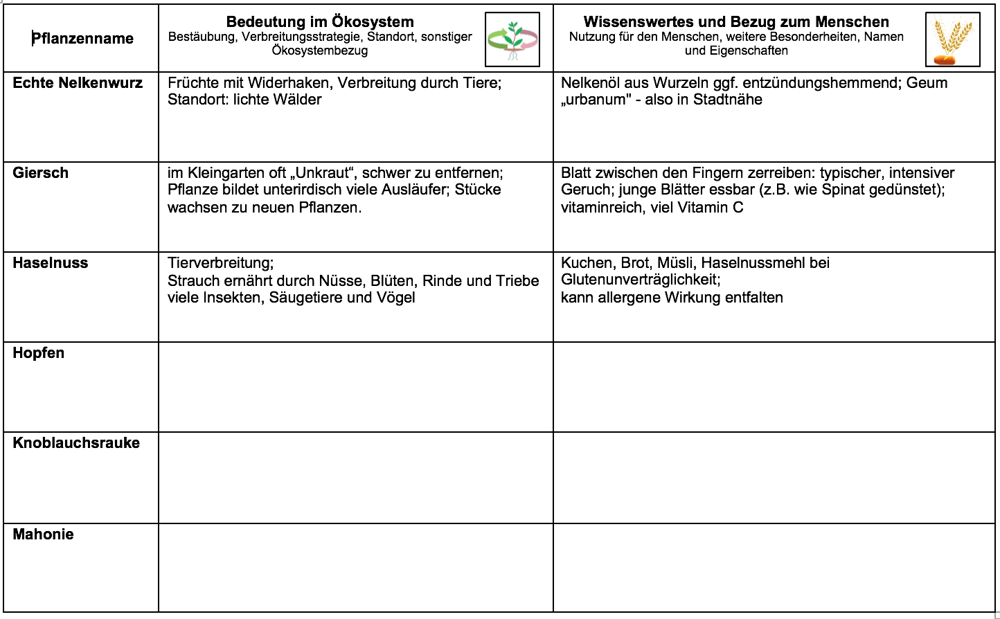 Pflanzenname
Bedeutung im Ökosystem
Bestäubung, Verbreitungsstrategie, Standort, sonstiger
Ökosystembezug
Wissenswertes und Bezug zum Menschen
Nutzung für den Menschen, weitere Besonderheiten, Namen
und Eigenschaften
Echte Nelkenwurz
Früchte mit Widerhaken, Verbreitung durch Tiere;
Standort: lichte Wälder
Nelkenöl aus Wurzeln ggf. entzündungshemmend; Geum
„urbanum" - also in Stadtnähe
Giersch
im Kleingarten oft „Unkraut“, schwer zu entfernen;
Pflanze bildet unterirdisch viele Ausläufer; Stücke
wachsen zu neuen Pflanzen.
Blatt zwischen den Fingern zerreiben: typischer, intensiver
Geruch; junge Blätter essbar (z.B. wie Spinat gedünstet);
vitaminreich, viel Vitamin C
Haselnuss
Tierverbreitung;
Strauch ernährt durch Nüsse, Blüten, Rinde und Triebe
viele Insekten, Säugetiere und Vögel
Kuchen, Brot, Müsli, Haselnussmehl bei
Glutenunverträglichkeit;
kann allergene Wirkung entfalten
Hopfen
Knoblauchsrauke
Mahonie